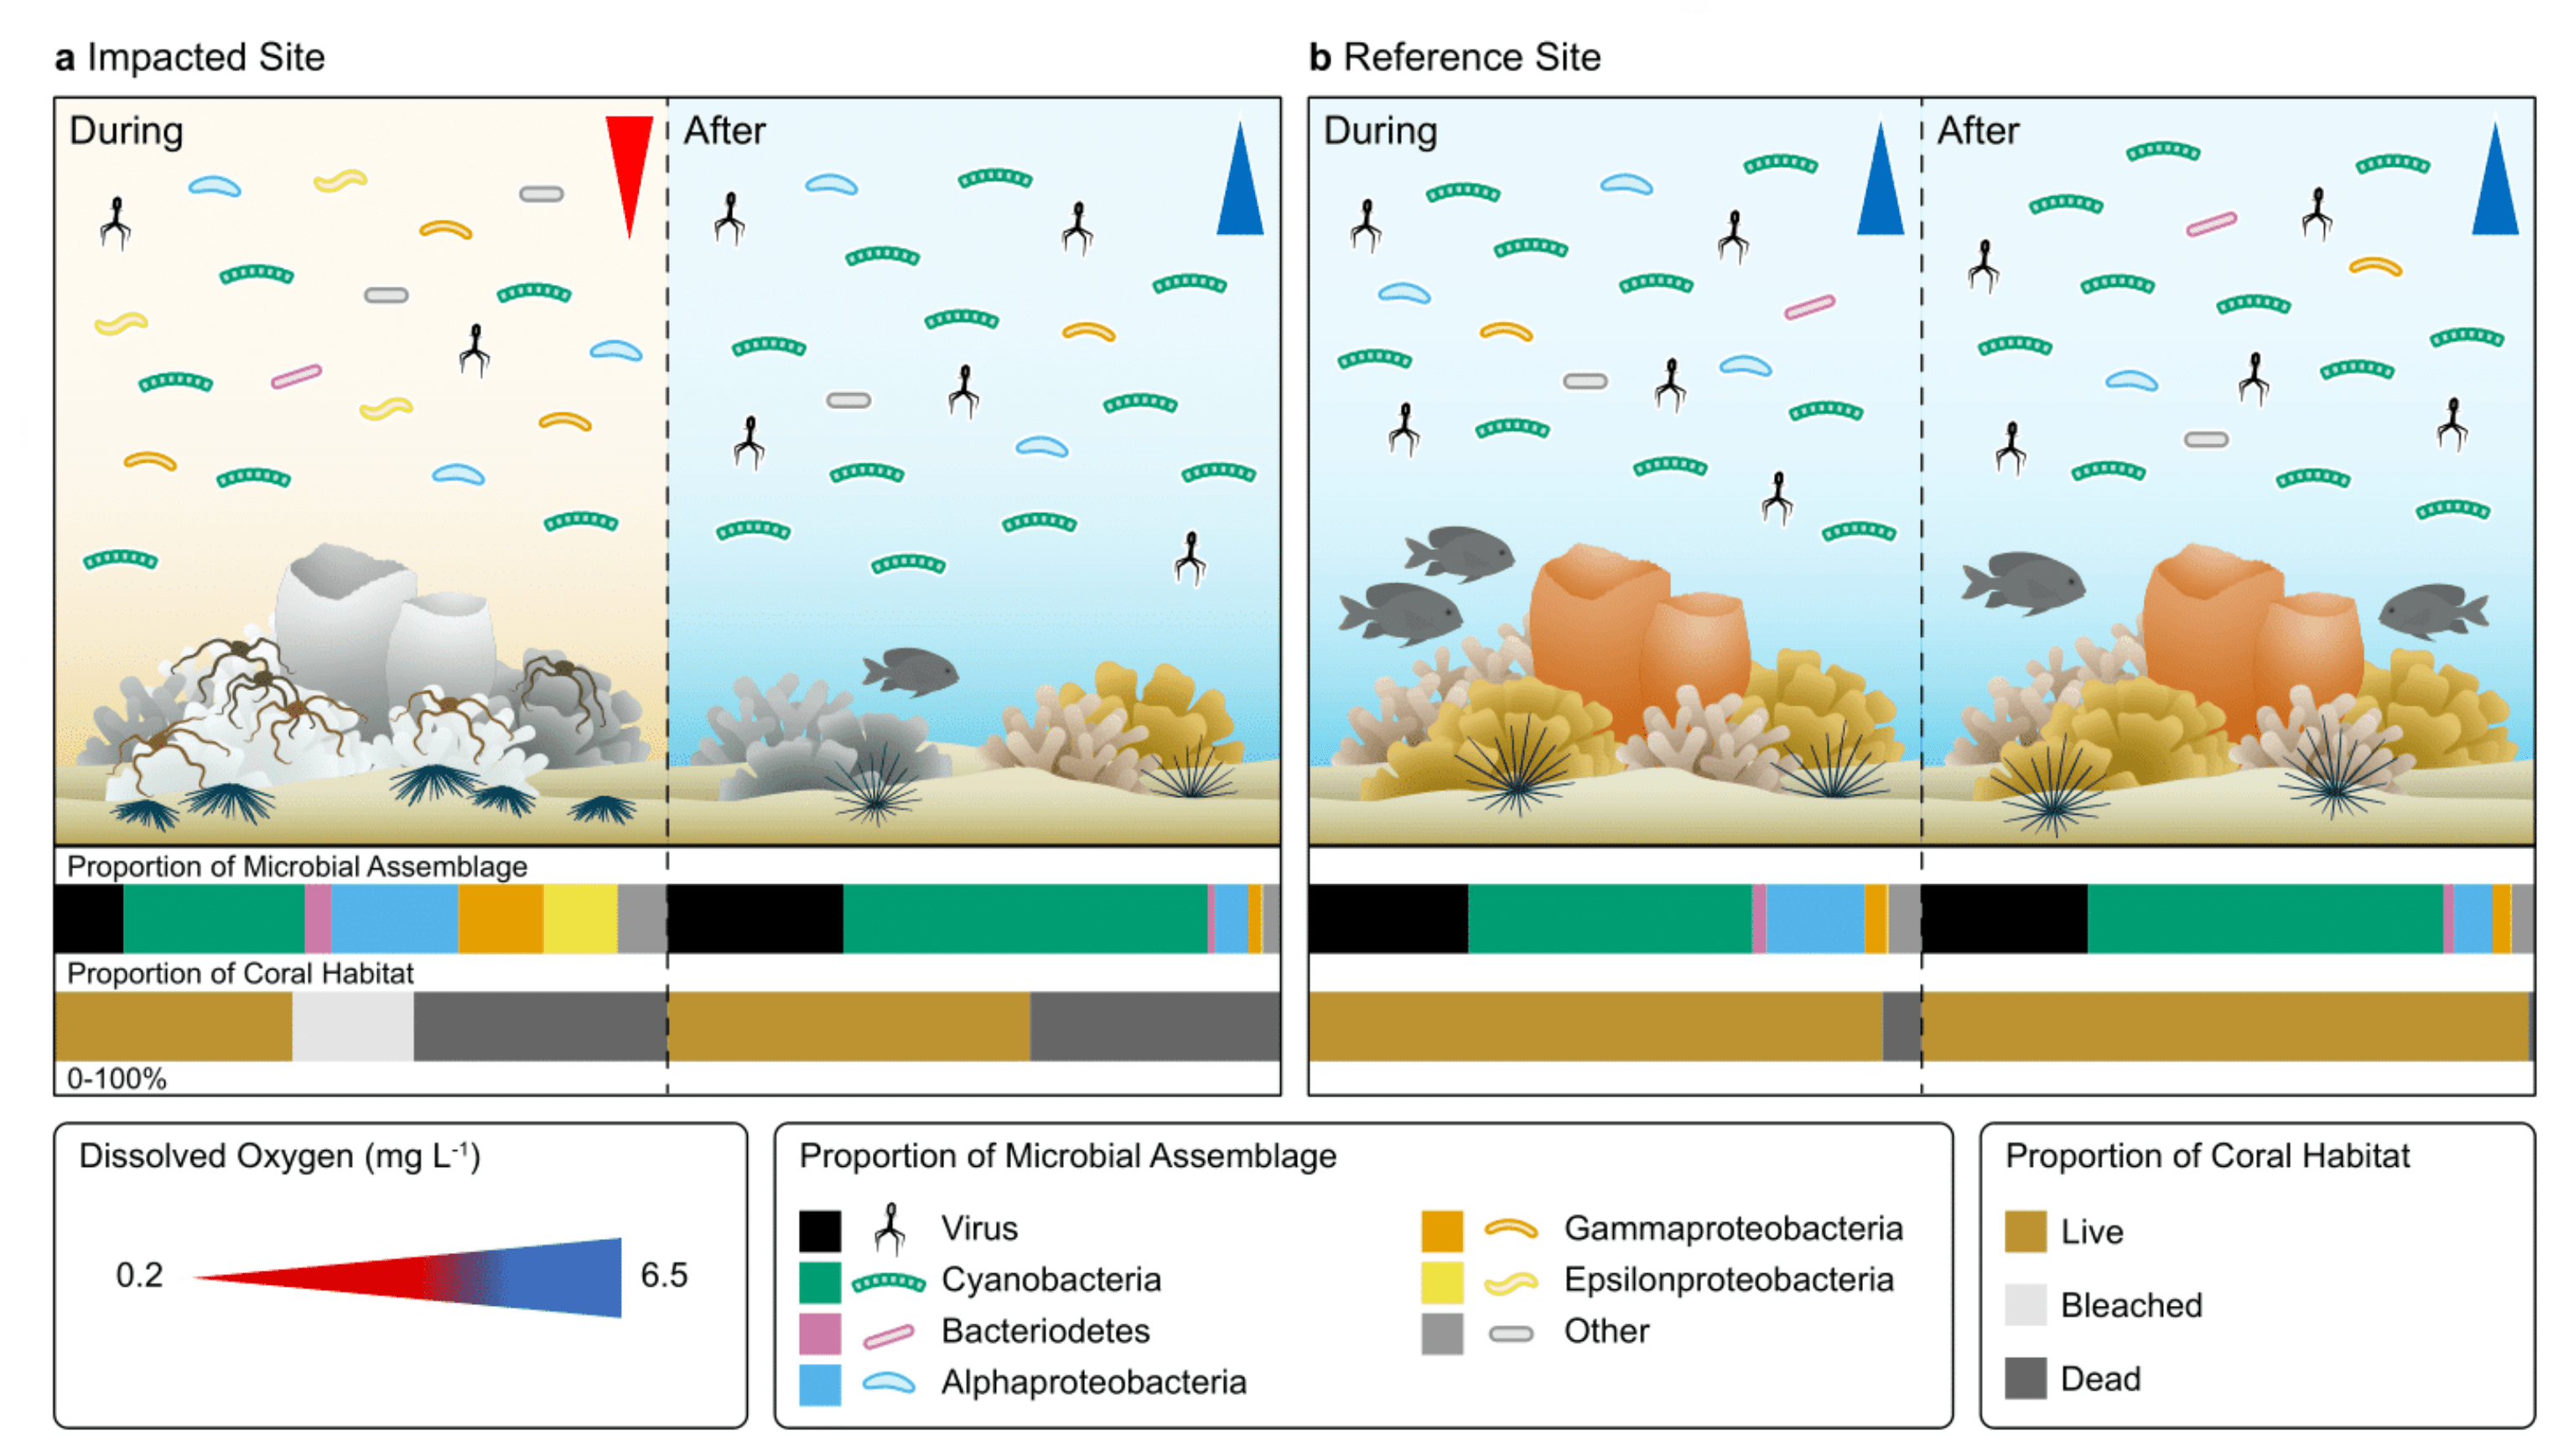 a Impacted Site
b Reference Site
During
After
During
After
Proportion of Microbial Assemblage
Proportion of Coral Habitat
0-100%
Dissolved Oxygen (mg L⁻¹)
0.2
6.5
Proportion of Microbial Assemblage
Virus
Cyanobacteria
Bacteriodetes
Alphaproteobacteria
Gammaproteobacteria
Epsilonproteobacteria
Other
Proportion of Coral Habitat
Live
Bleached
Dead